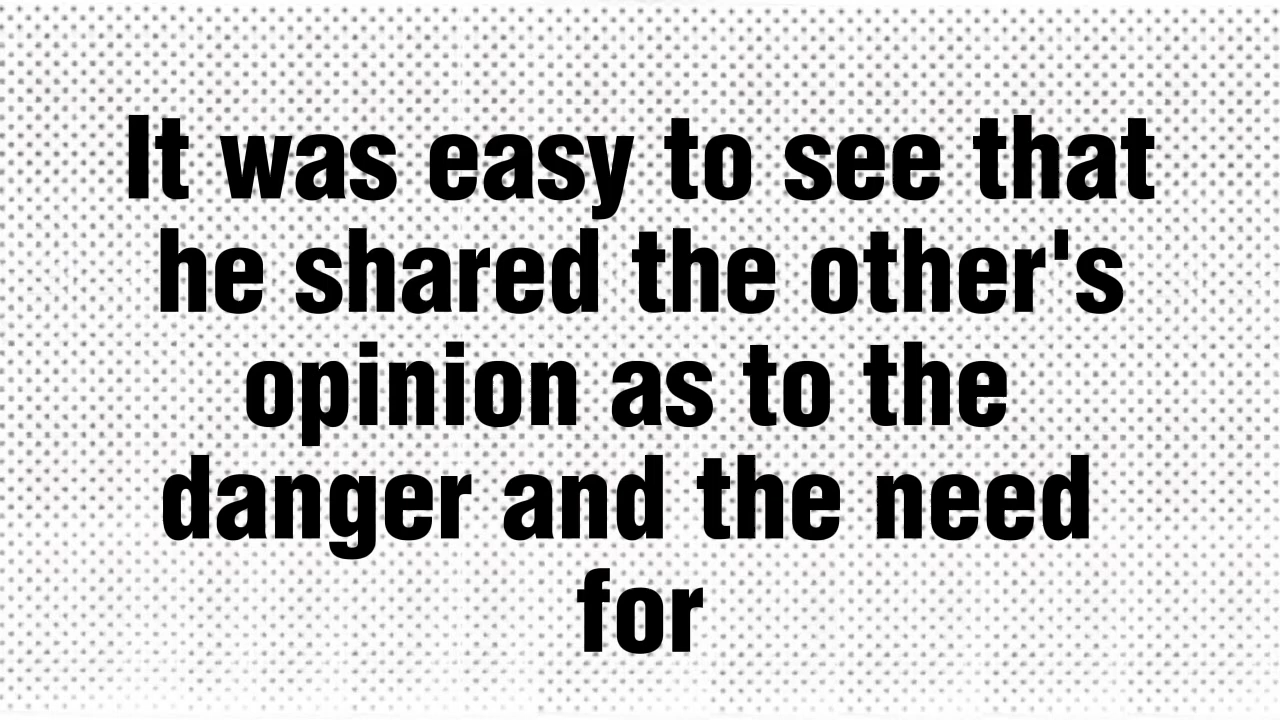 It was easy to see that
he shared the other's
opinion as to the
danger and the need
for